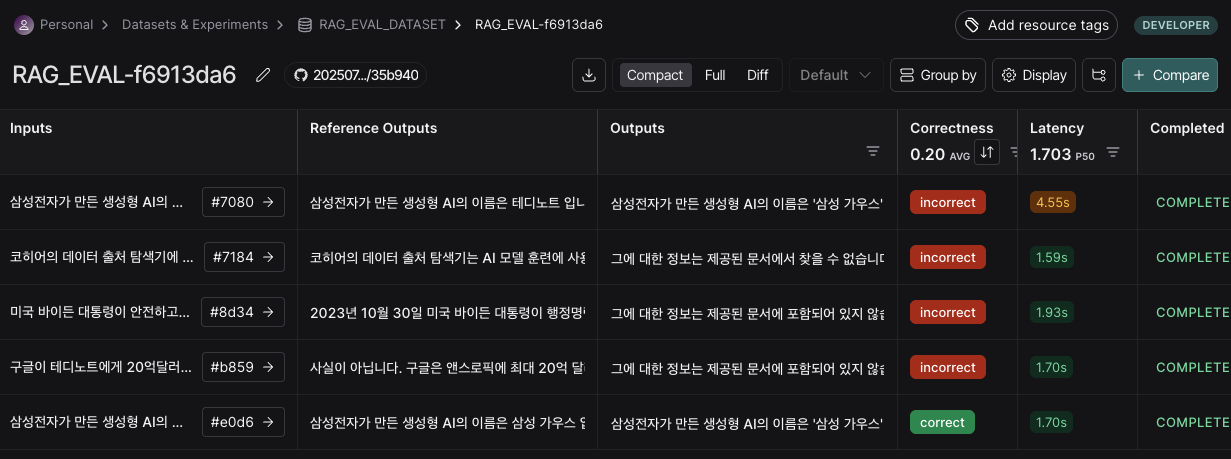 Personal > Datasets & Experiments > RAG_EVAL_DATASET > RAG_EVAL-f6913da6
Add resource tags
DEVELOPER
RAG_EVAL-f6913da6
202507.../35b940
Compact Full Diff
Default
Group by
Display
+ Compare
Inputs Reference Outputs Outputs Correctness Latency Completed
0.20 AVG 1.703 P50
삼성전자가 만든 생성형 AI의 ... #7080 → 삼성전자가 만든 생성형 AI의 이름은 테디노트 입니 삼성전자가 만든 생성형 AI의 이름은 '삼성 가우스' incorrect 4.55s COMPLETE
코히어의 데이터 출처 탐색기에 ... #7184 → 코히어의 데이터 출처 탐색기는 AI 모델 훈련에 사용 그에 대한 정보는 제공된 문서에서 찾을 수 없습니다 incorrect 1.59s COMPLETE
미국 바이든 대통령이 안전하고... #8d34 → 2023년 10월 30일 미국 바이든 대통령이 행정명령 그에 대한 정보는 제공된 문서에 포함되어 있지 않습 incorrect 1.93s COMPLETE
구글이 테디노트에게 20억달러... #b859 → 사실이 아닙니다. 구글은 앤스로픽에 최대 20억 달러 그에 대한 정보는 제공된 문서에 포함되어 있지 않습 incorrect 1.70s COMPLETE
삼성전자가 만든 생성형 AI의 ... #e0d6 → 삼성전자가 만든 생성형 AI의 이름은 삼성 가우스 입 삼성전자가 만든 생성형 AI의 이름은 '삼성 가우스' correct 1.70s COMPLETE